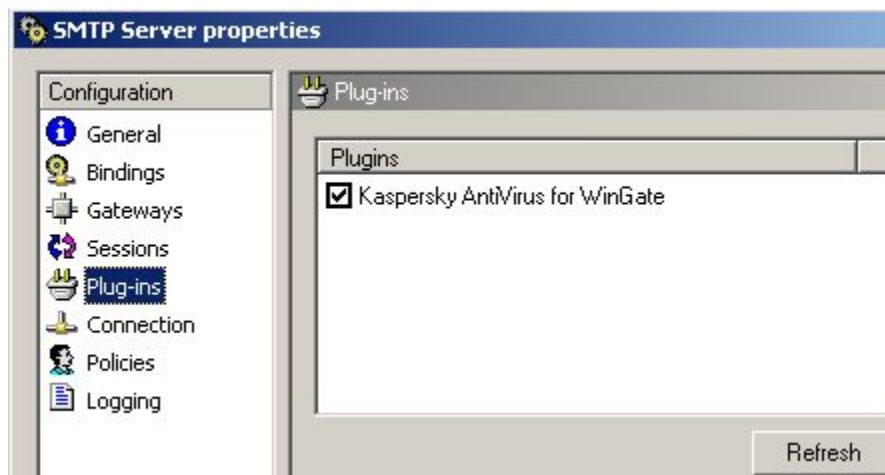 SMTP Server properties
Configuration
General
Bindings
Gateways
Sessions
Plug-ins
Connection
Policies
Logging
Plug-ins
Plugins
Kaspersky AntiVirus for WinGate
Refresh